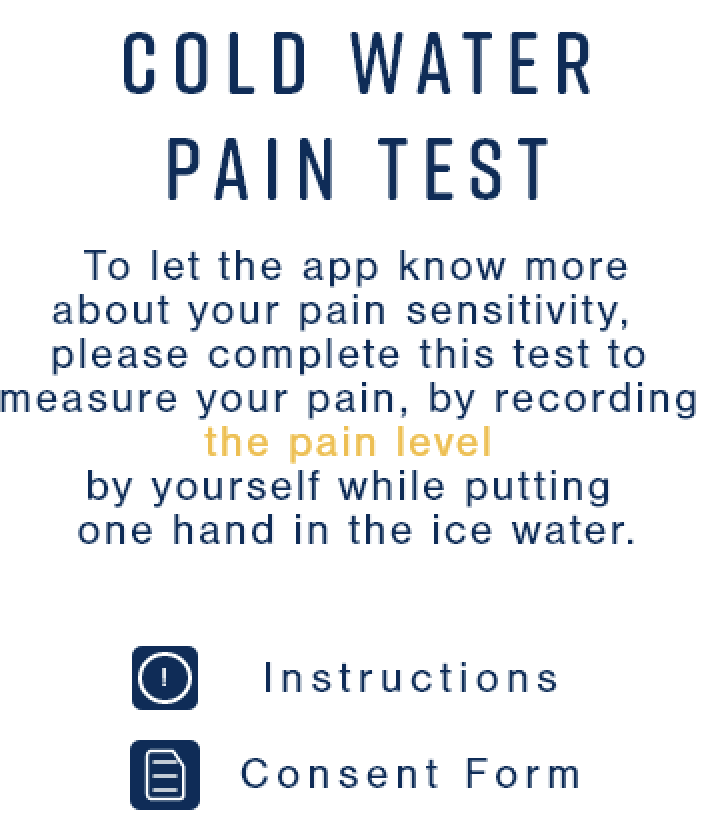 COLD WATER
PAIN TEST
To let the app know more
about your pain sensitivity,
please complete this test to
measure your pain, by recording
the pain level
by yourself while putting
one hand in the ice water.
! Instructions
Consent Form